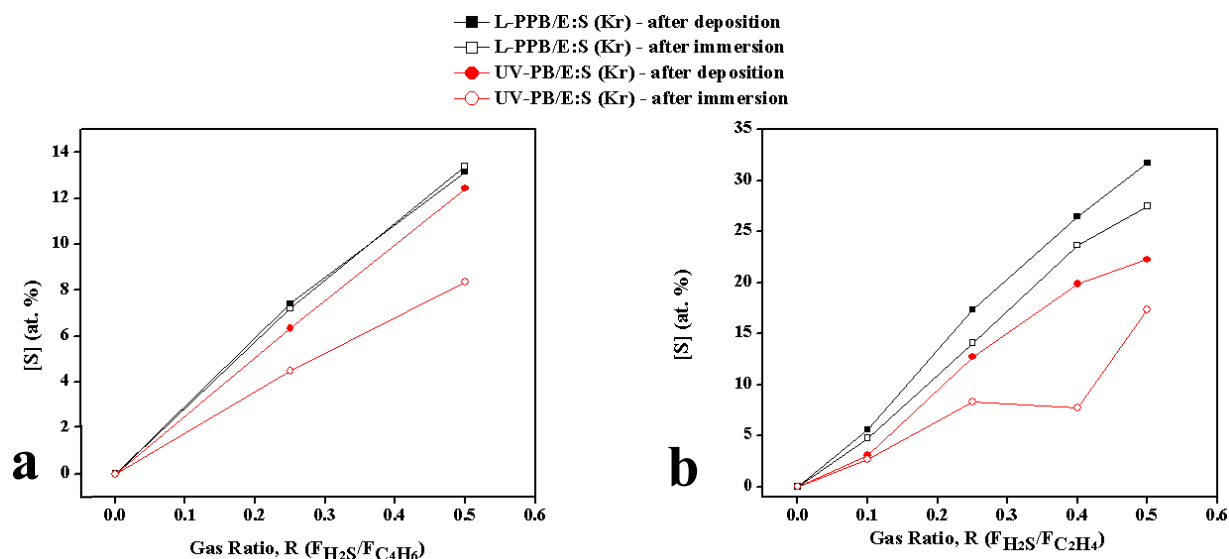 L-PPB/E:S (Kr) - after deposition
L-PPB/E:S (Kr) - after immersion
UV-PB/E:S (Kr) - after deposition
UV-PB/E:S (Kr) - after immersion
14
12
10
8
6
4
2
0
[S] (at. %)
0.0 0.1 0.2 0.3 0.4 0.5 0.6
Gas Ratio, R (FH2S/FC4H6)
a
35
30
25
20
15
10
5
0
[S] (at. %)
0.0 0.1 0.2 0.3 0.4 0.5 0.6
Gas Ratio, R (FH2S/FC2H4)
b